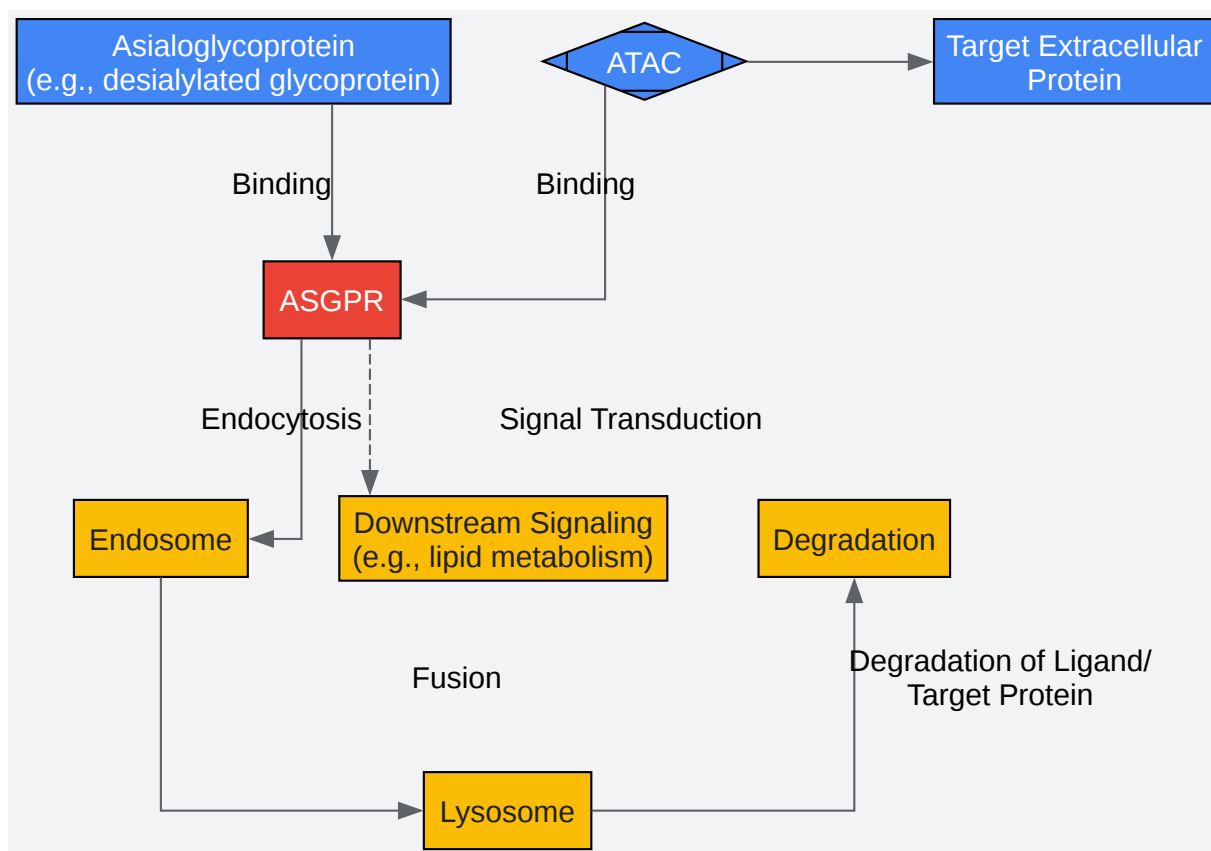 Asialoglycoprotein
(e.g., desialylated glycoprotein)
ATAC
Target Extracellular
Protein
Binding
Binding
ASGPR
Endocytosis
Signal Transduction
Endosome
Downstream Signaling
(e.g., lipid metabolism)
Degradation
Fusion
Degradation of Ligand/
Target Protein
Lysosome